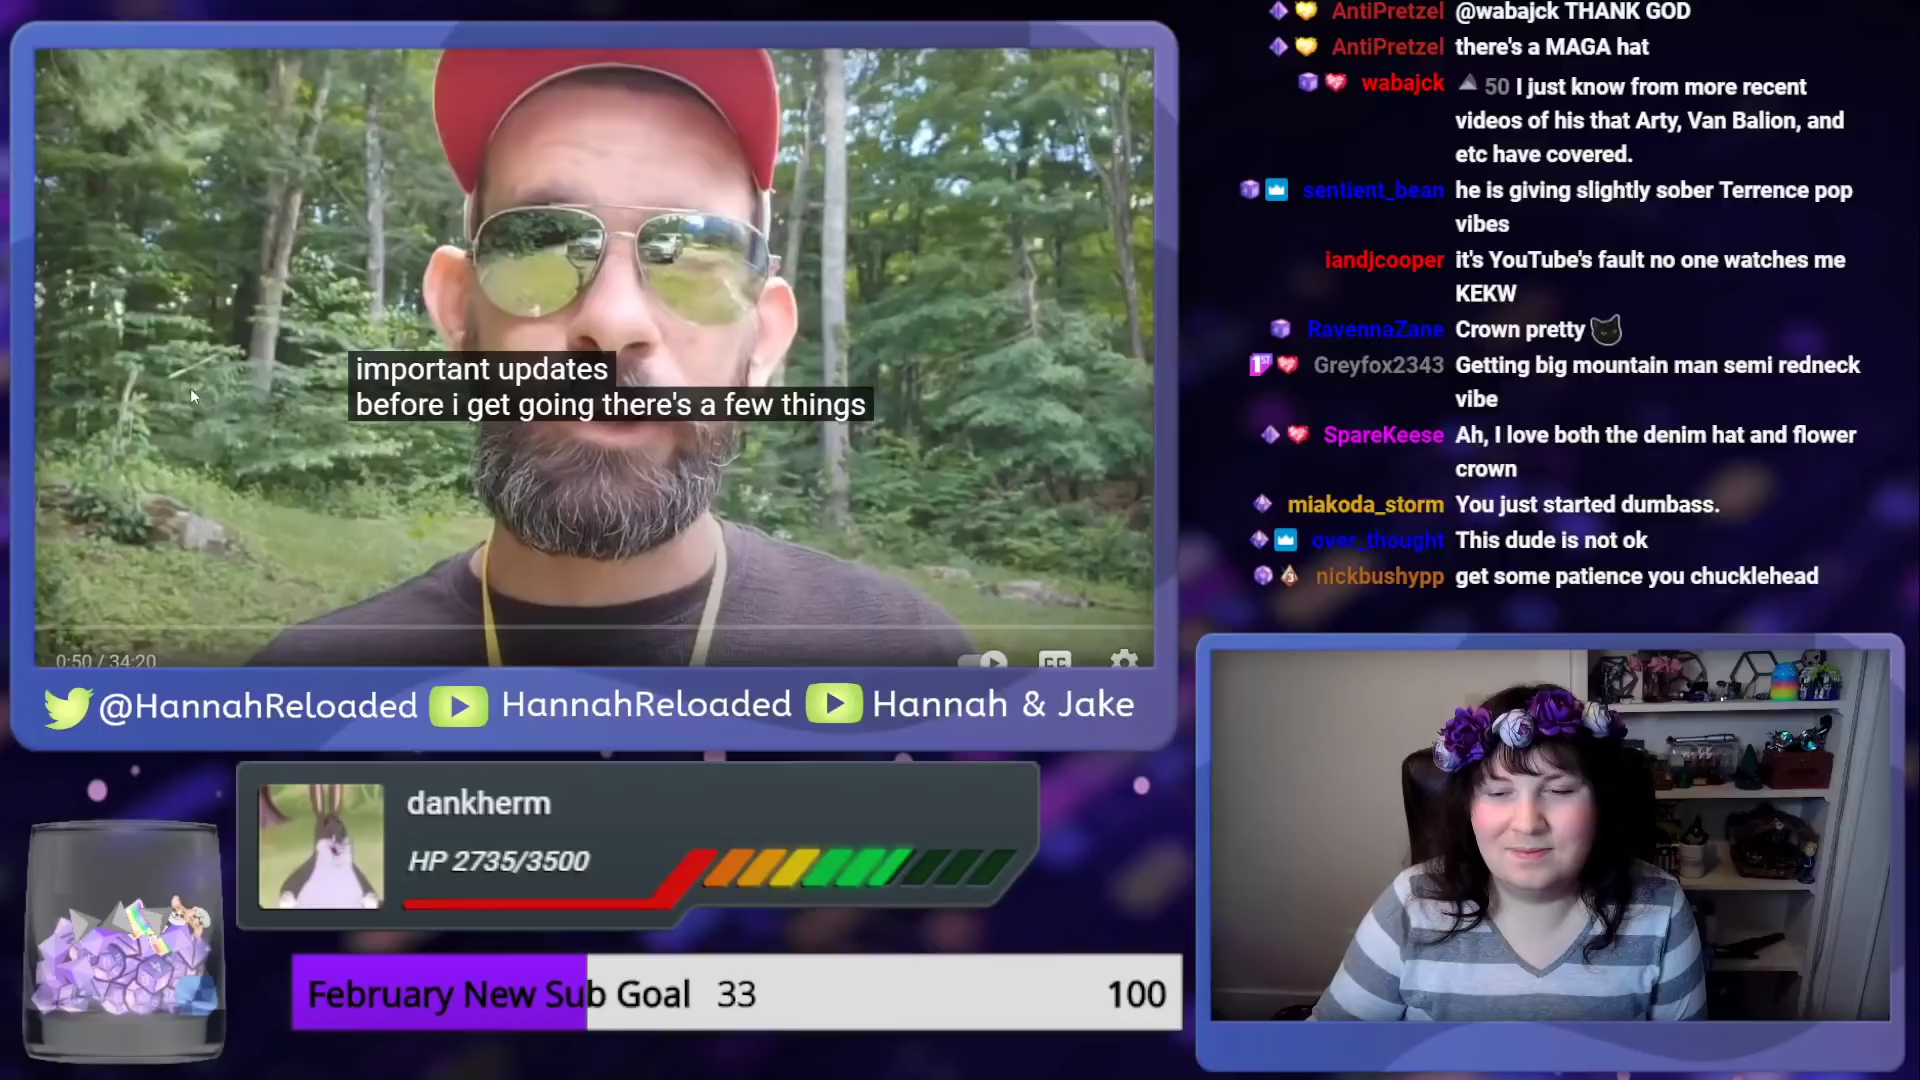 important updates
before i get going there's a few things
0:50 / 34:20
@HannahReloaded HannahReloaded Hannah & Jake
dankherm
HP 2735/3500
February New Sub Goal 33 100
AntiPretzel @wabajck THANK GOD
AntiPretzel there's a MAGA hat
wabajck 50 I just know from more recent
videos of his that Arty, Van Balion, and
etc have covered.
sentient_bean he is giving slightly sober Terrence pop
vibes
iandjcooper it's YouTube's fault no one watches me
KEKW
RavennaZane Crown pretty
Greyfox2343 Getting big mountain man semi redneck
vibe
SpareKeese Ah, I love both the denim hat and flower
crown
miakoda_storm You just started dumbass.
over_thought This dude is not ok
nickbushypp get some patience you chucklehead